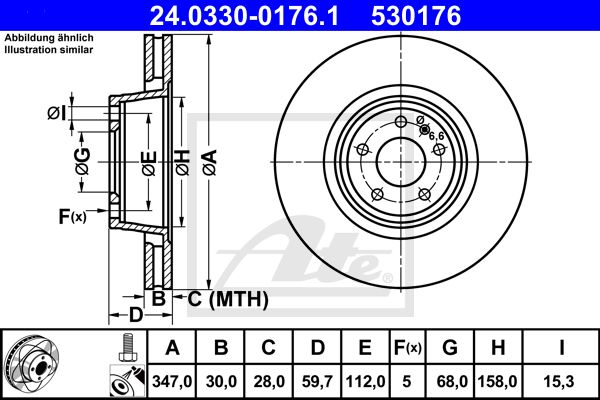 24.0330-0176.1 530176
Abbildung ähnlich
Illustration similar
ØI
ØG
ØE
ØH
ØA
F(x)
B
C (MTH)
D
Ø
6,6
Ate
A B C D E F(x) G H I
347,0 30,0 28,0 59,7 112,0 5 68,0 158,0 15,3